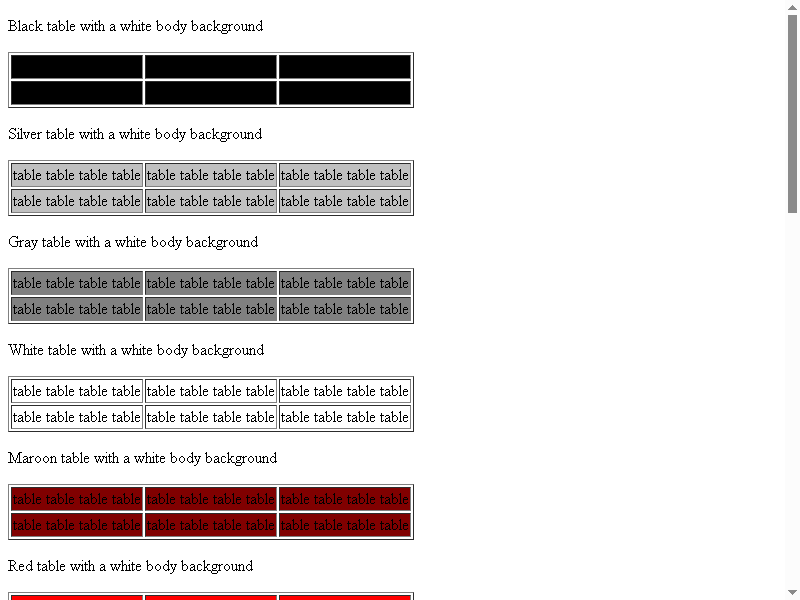 Black table with a white body background
Silver table with a white body background
table table table table table table table table table table table table
table table table table table table table table table table table table
Gray table with a white body background
table table table table table table table table table table table table
table table table table table table table table table table table table
White table with a white body background
table table table table table table table table table table table table
table table table table table table table table table table table table
Maroon table with a white body background
table table table table table table table table table table table table
table table table table table table table table table table table table
Red table with a white body background